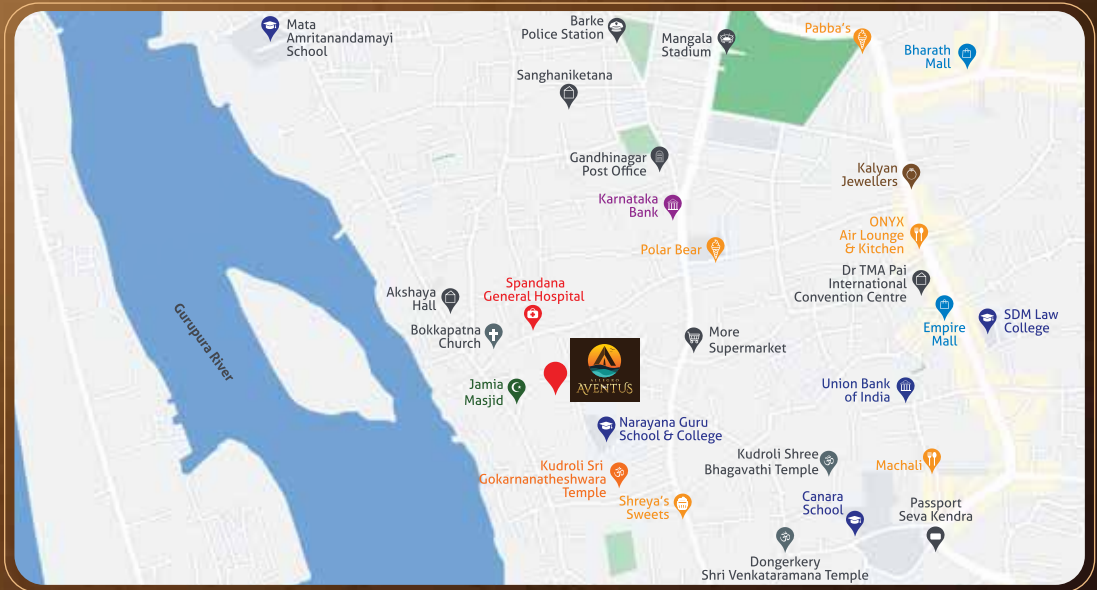 Mata
Amritanandamayi
School
Barke
Police Station
Mangala
Stadium
Pabba's
Bharath
Mall
Sanghaniketana
Gandhinagar
Post Office
Kalyan
Jewellers
Karnataka
Bank
ONYX
Air Lounge
& Kitchen
Polar Bear
Dr TMA Pai
International
Convention Centre
Akshaya
Hall
Spandana
General Hospital
Gurupura River
Bokkapatna
Church
More
Supermarket
Empire
Mall
SDM Law
College
Jamia
Masjid
ALLEGRO
AVENTUS
Union Bank
of India
Narayana Guru
School & College
Kudroli Shree
Bhagavathi Temple
Machali
Kudroli Sri
Gokarnanatheshwara
Temple
Shreya's
Sweets
Canara
School
Passport
Seva Kendra
Dongerkery
Shri Venkataramana Temple